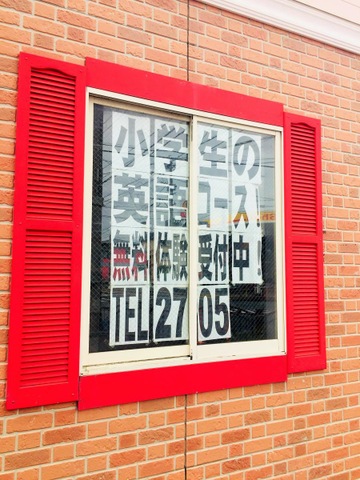 小学生の
英語コース!
無料体験受付中!
TEL2705